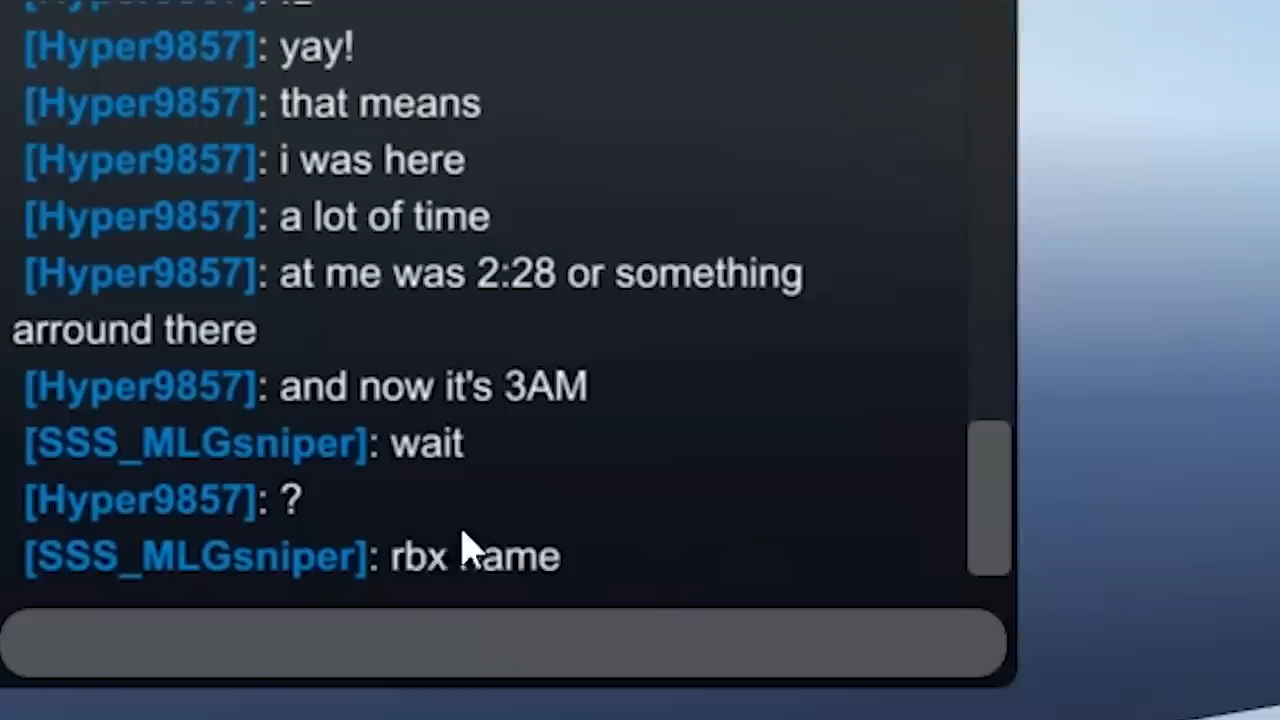 [Hyper9857]: yay!
[Hyper9857]: that means
[Hyper9857]: i was here
[Hyper9857]: a lot of time
[Hyper9857]: at me was 2:28 or something
arround there
[Hyper9857]: and now it's 3AM
[SSS_MLGsniper]: wait
[Hyper9857]: ?
[SSS_MLGsniper]: rbx name